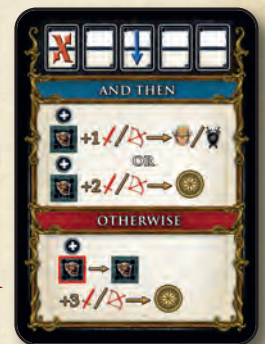 AND THEN
+1
OR
+2
OTHERWISE
+3